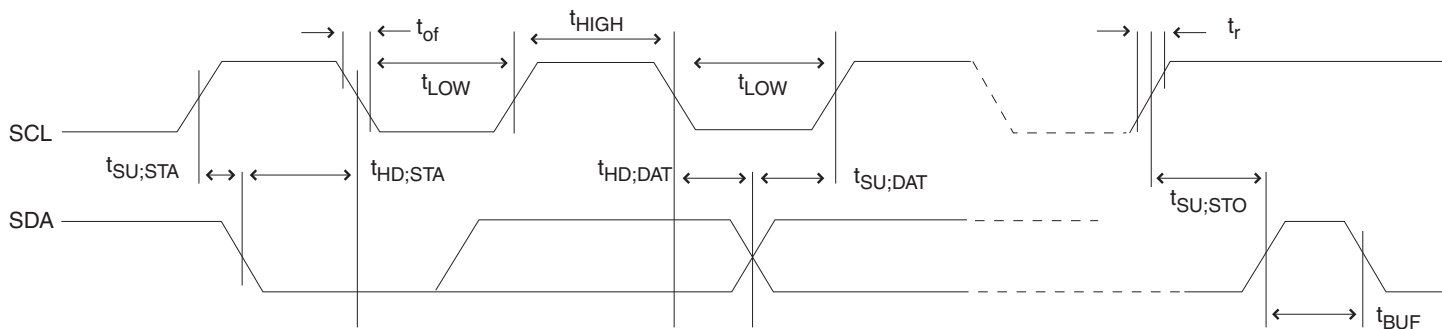 t_of
t_HIGH
t_r
t_LOW
t_LOW
SCL
t_SU;STA
t_HD;STA
t_HD;DAT
t_SU;DAT
t_SU;STO
SDA
t_BUF